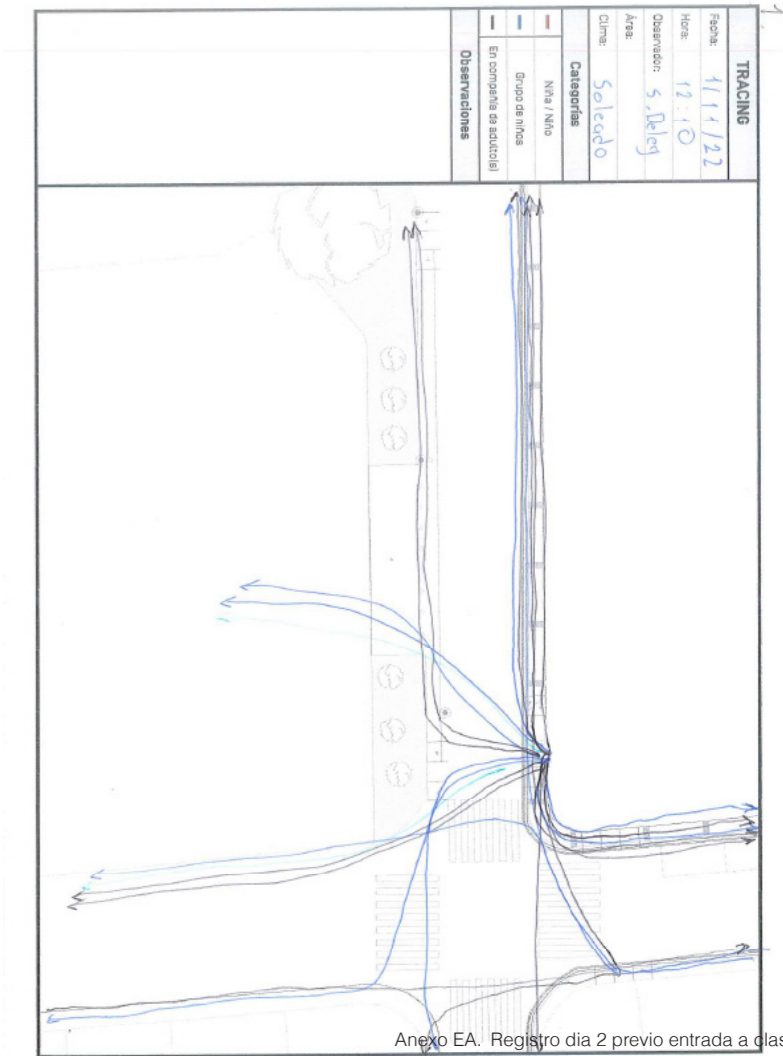 1.
TRACING
Fecha: 1/11/22
Hora: 12:10
Observador: S. Deleg
Área:
Clima: Soleado
Categorías
Niña / Niño
Grupo de niños
En compañía de adulto(s)
Observaciones
Anexo EA. Registro dia 2 previo entrada a clas